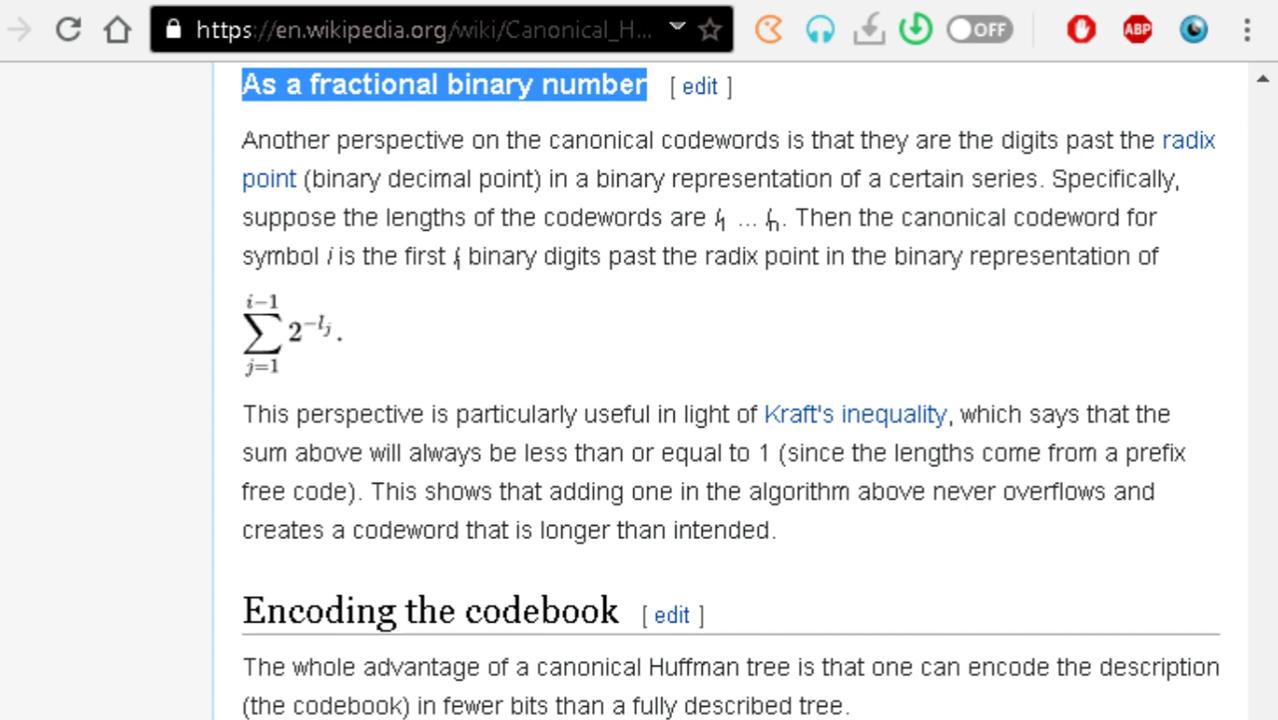 https://en.wikipedia.org/wiki/Canonical_H...
OFF
ABP
As a fractional binary number [ edit ]
Another perspective on the canonical codewords is that they are the digits past the radix
point (binary decimal point) in a binary representation of a certain series. Specifically,
suppose the lengths of the codewords are l1 ... ln. Then the canonical codeword for
symbol i is the first li binary digits past the radix point in the binary representation of
i−1
∑ 2^−lj .
j=1
This perspective is particularly useful in light of Kraft's inequality, which says that the
sum above will always be less than or equal to 1 (since the lengths come from a prefix
free code). This shows that adding one in the algorithm above never overflows and
creates a codeword that is longer than intended.
Encoding the codebook [ edit ]
The whole advantage of a canonical Huffman tree is that one can encode the description
(the codebook) in fewer bits than a fully described tree.